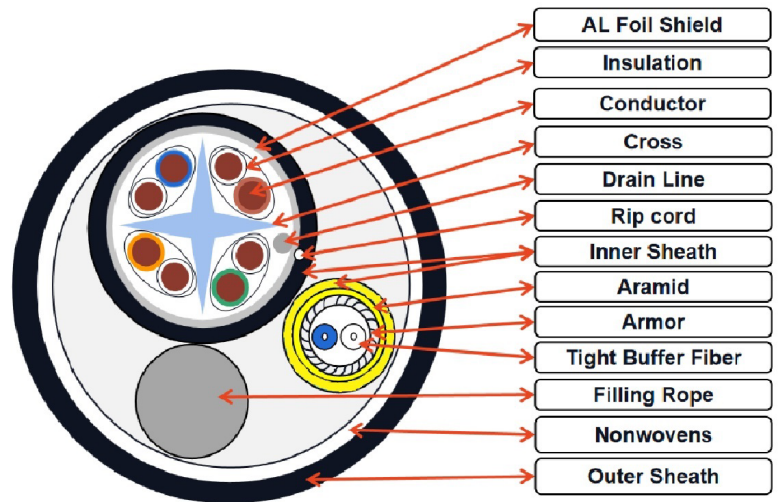 AL Foil Shield
Insulation
Conductor
Cross
Drain Line
Rip cord
Inner Sheath
Aramid
Armor
Tight Buffer Fiber
Filling Rope
Nonwovens
Outer Sheath